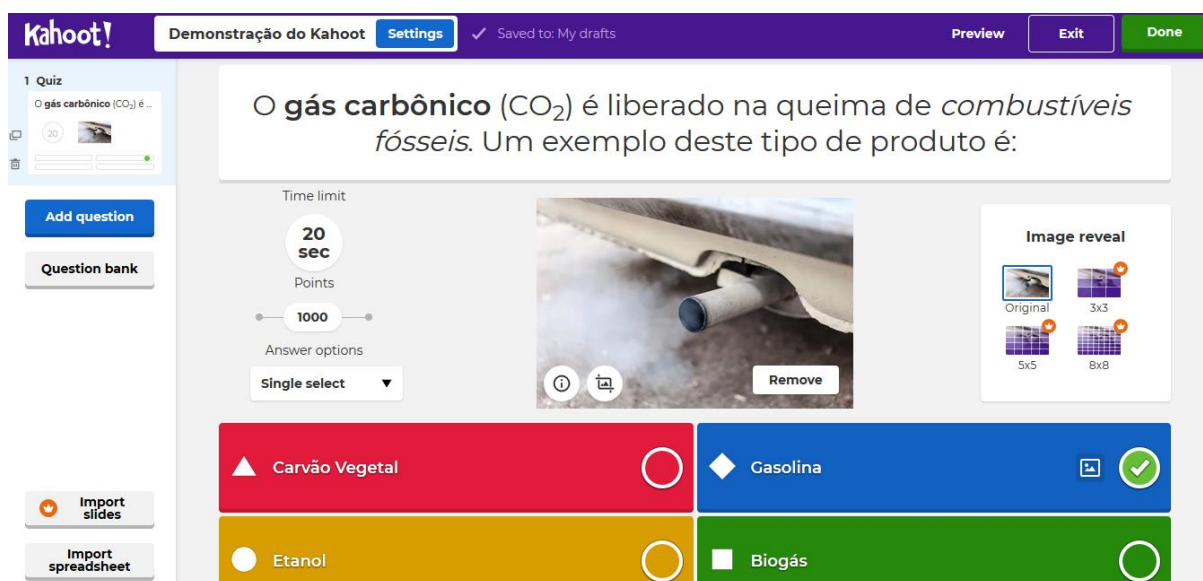 Kahoot!
Demonstração do Kahoot
Settings
Saved to: My drafts
Preview
Exit
Done
1 Quiz
O gás carbônico (CO₂) é ...
20
Add question
Question bank
Import
slides
Import
spreadsheet
O gás carbônico (CO₂) é liberado na queima de combustíveis
fósseis. Um exemplo deste tipo de produto é:
Time limit
20
sec
Points
1000
Answer options
Single select
Remove
Image reveal
Original
3x3
5x5
8x8
Carvão Vegetal
Gasolina
Etanol
Biogás